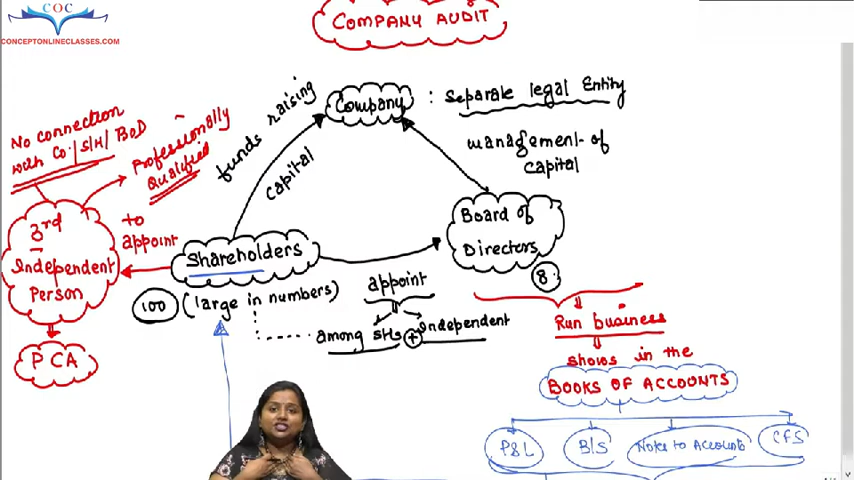 COC
CONCEPTONLINECLASSES.COM
COMPANY AUDIT
Company : Separate legal Entity
funds raising
capital
management of
capital
No connection
with Co. | S/H | BoD
Professionally
Qualified
3rd
Independent
Person
to
appoint
Shareholders
100 (large in numbers)
Board of
Directors
8
appoint
among SHs + independent
PCA
Run business
shows in the
BOOKS OF ACCOUNTS
P&L
B/S
Notes to Accounts
CFS